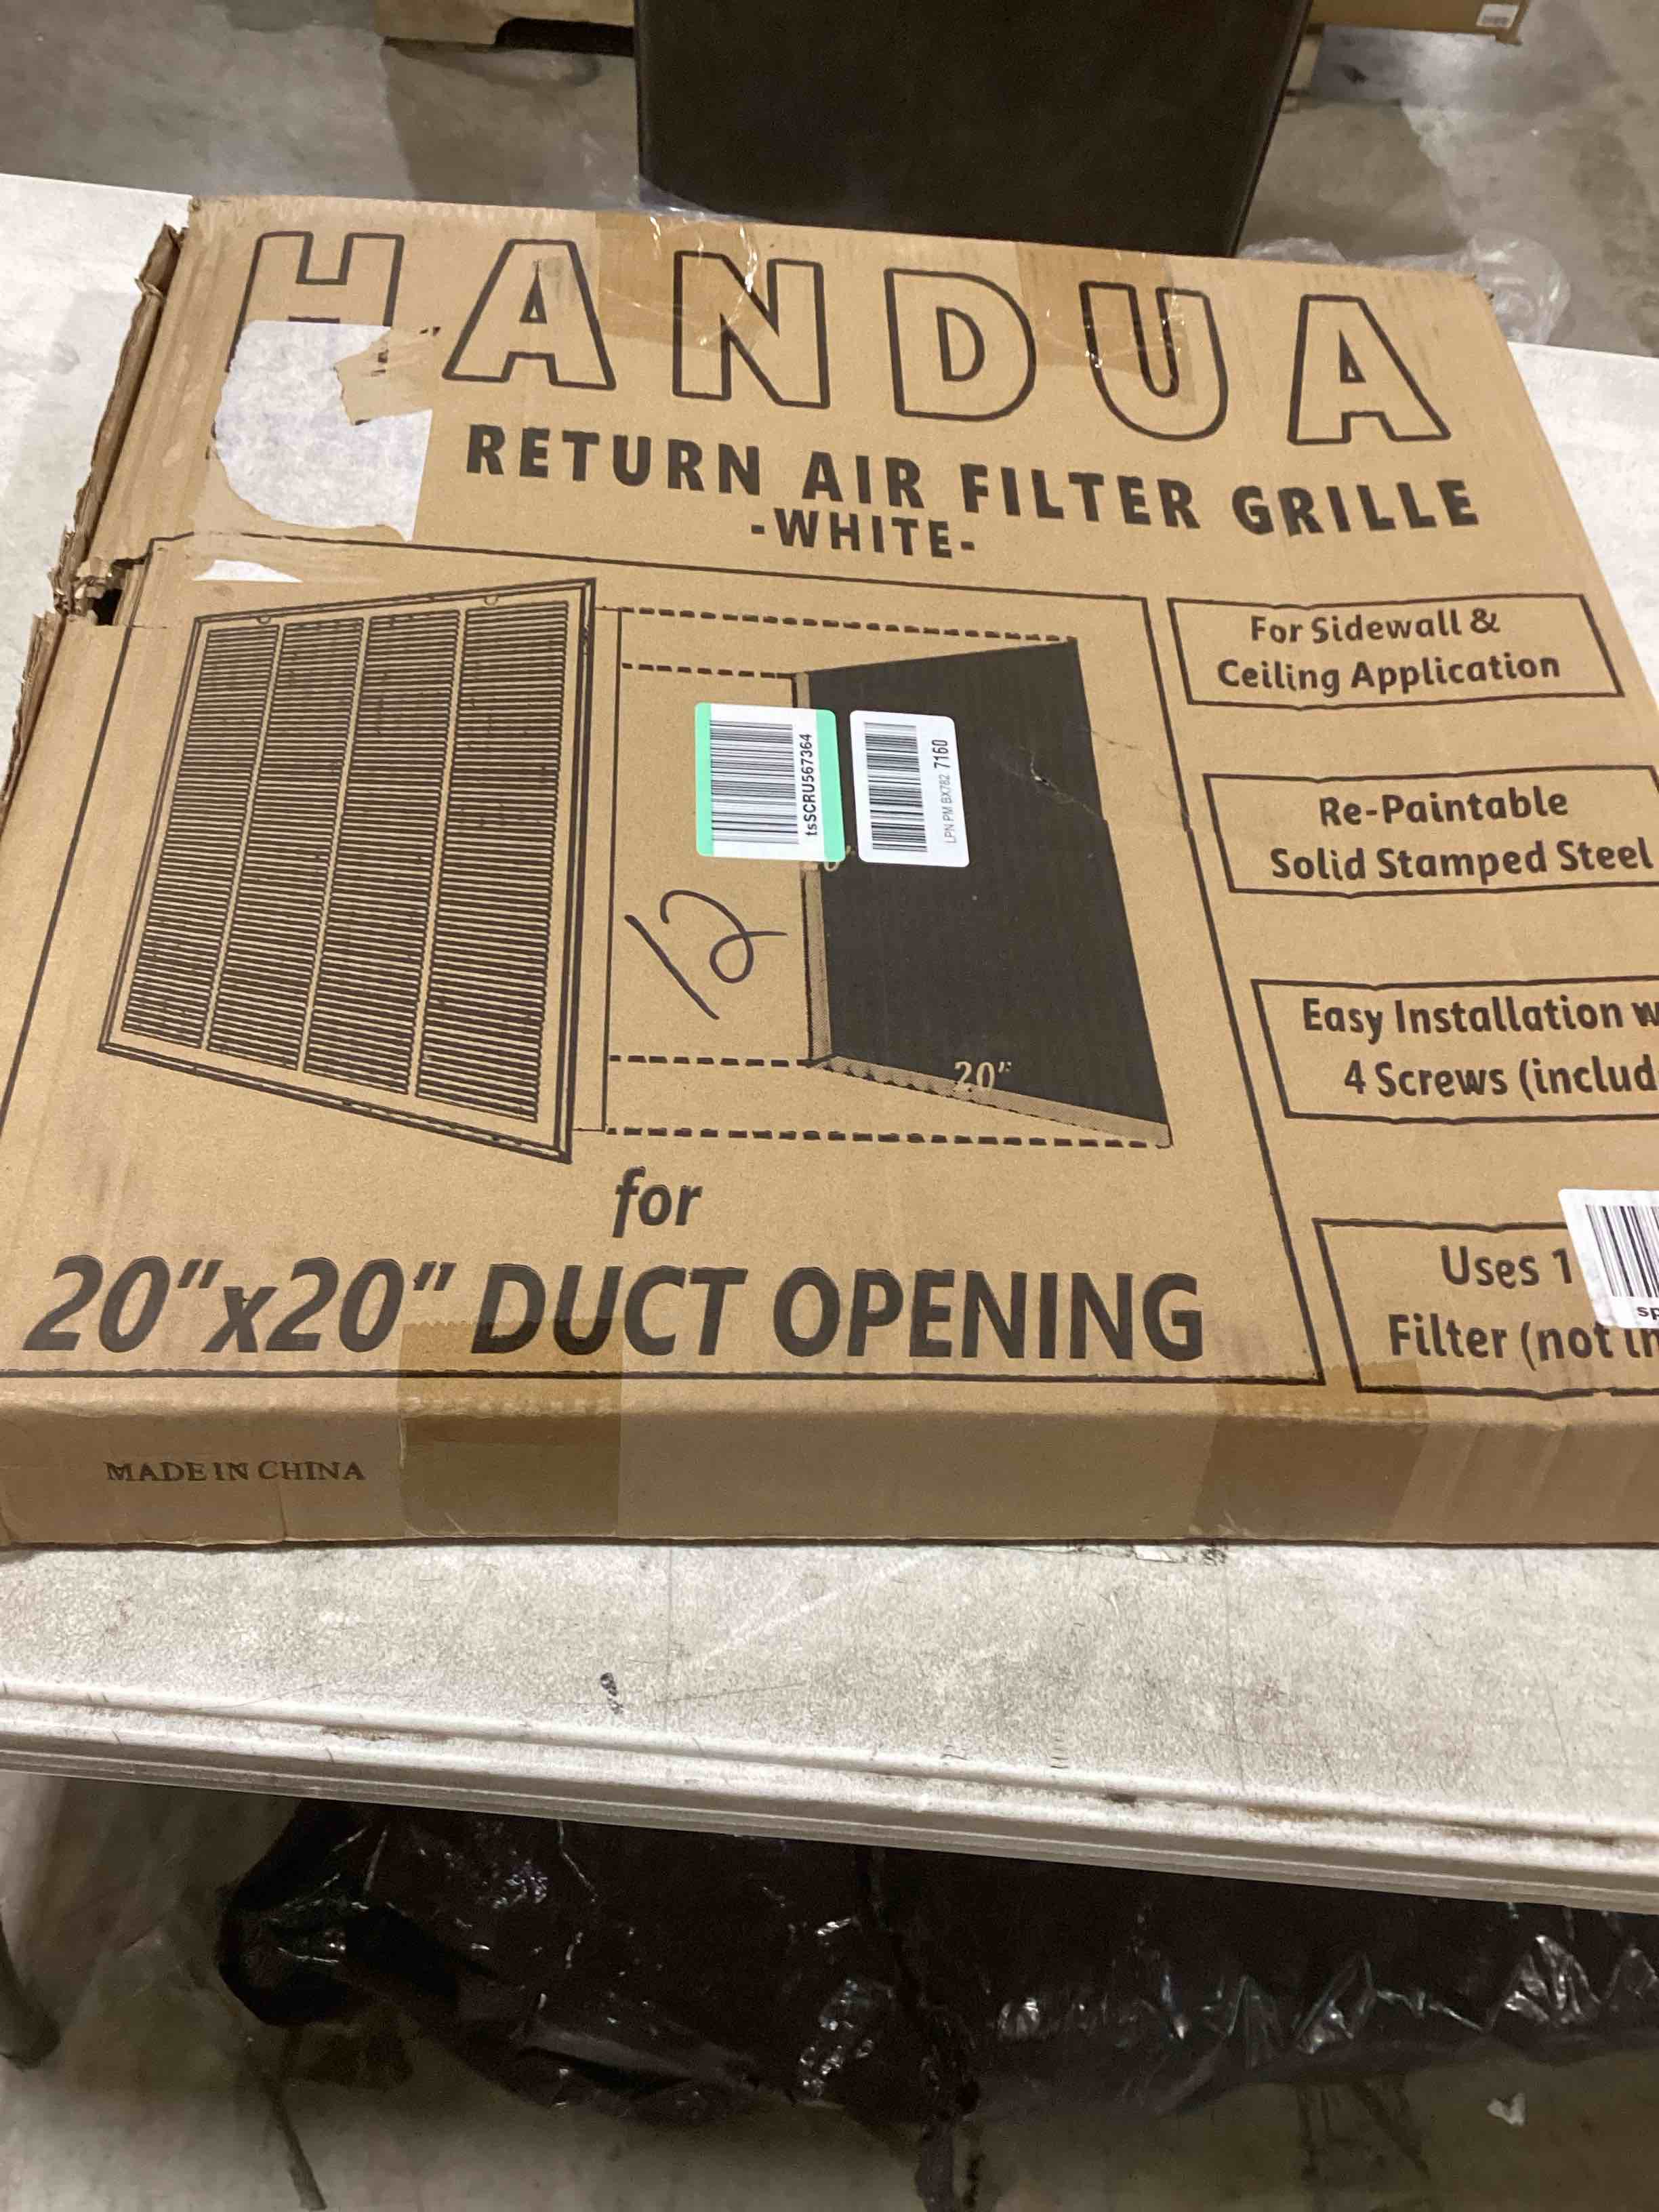 HANDUA
RETURN AIR FILTER GRILLE
-WHITE-
For Sidewall &
Ceiling Application
Re-Paintable
Solid Stamped Steel
Easy Installation w
4 Screws (includ
Uses 1
Filter (not in
sp
tsSCRU567364
LPN PM BX782 7160
12
20"
20"
for
20"x20" DUCT OPENING
MADE IN CHINA